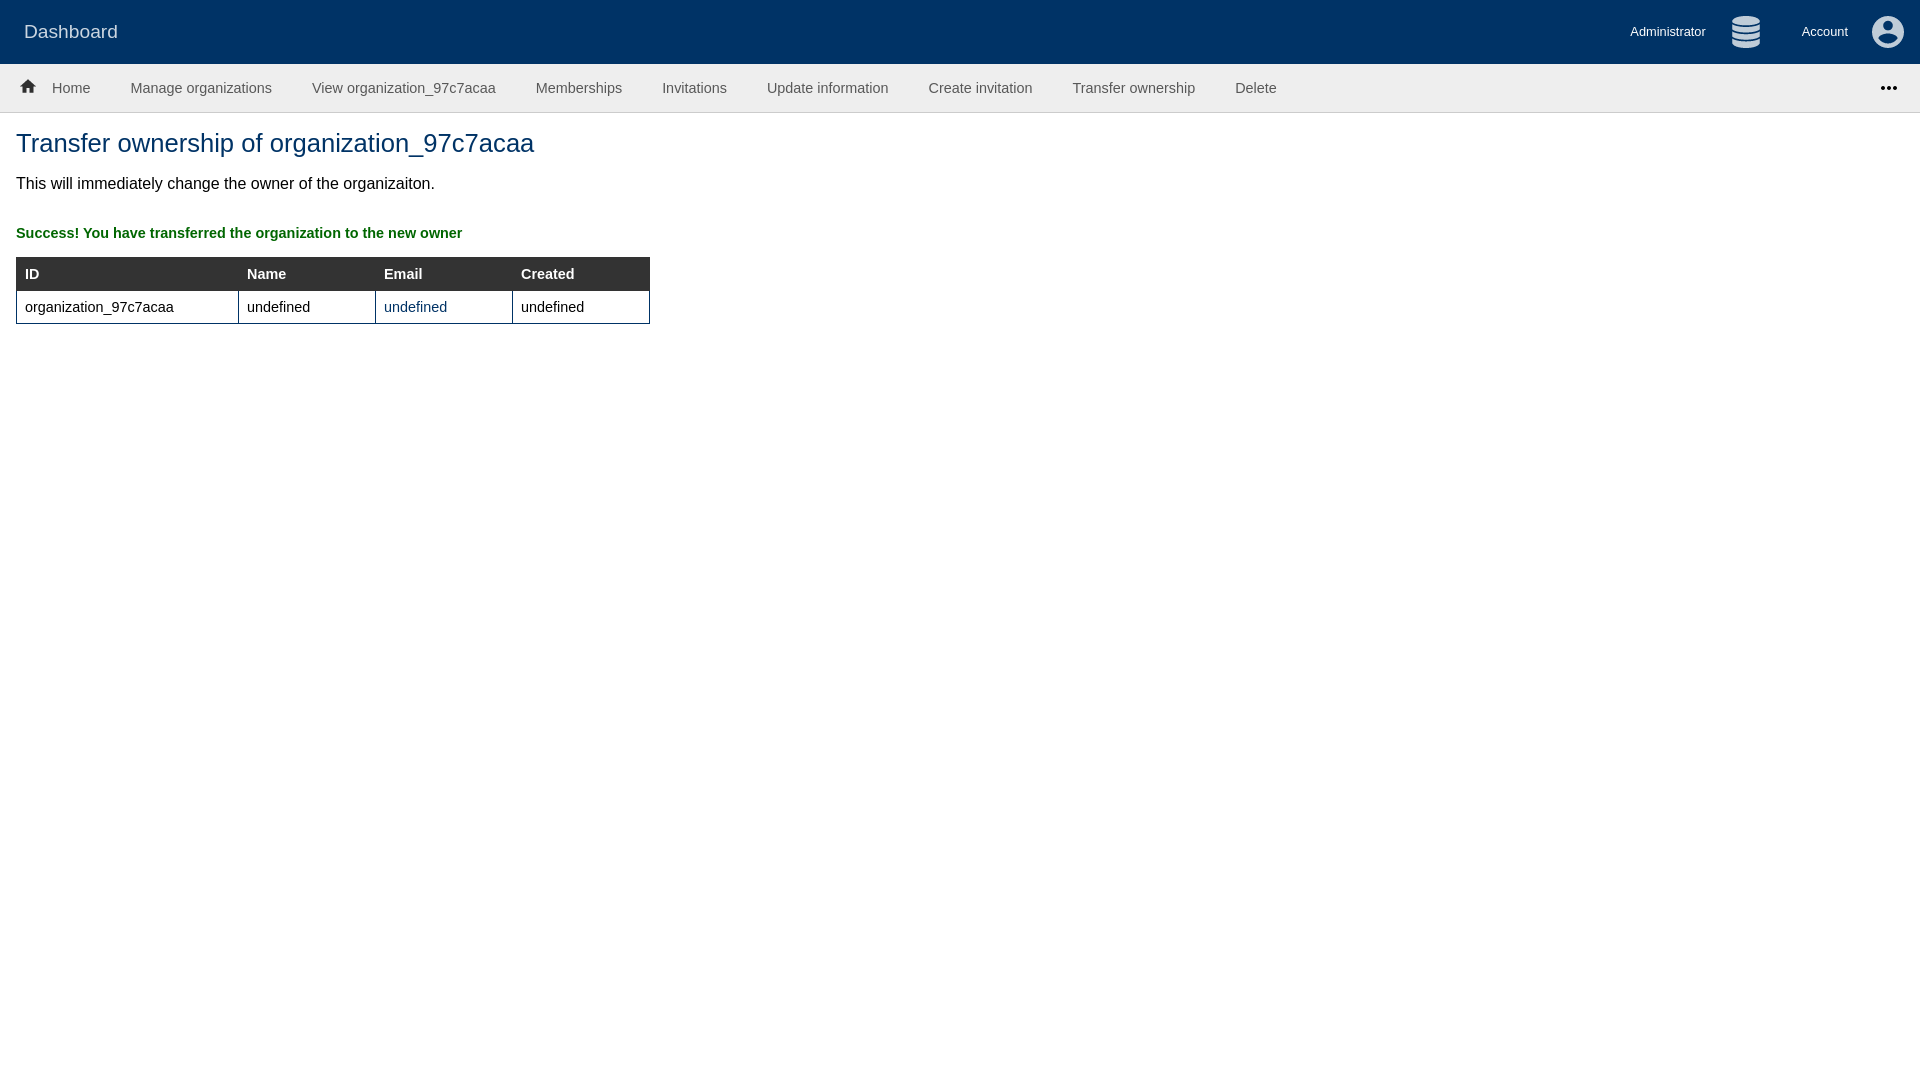 Dashboard
Administrator
Account
Home
Manage organizations
View organization_97c7acaa
Memberships
Invitations
Update information
Create invitation
Transfer ownership
Delete
Transfer ownership of organization_97c7acaa
This will immediately change the owner of the organizaiton.
Success! You have transferred the organization to the new owner
ID Name Email Created
organization_97c7acaa undefined undefined undefined